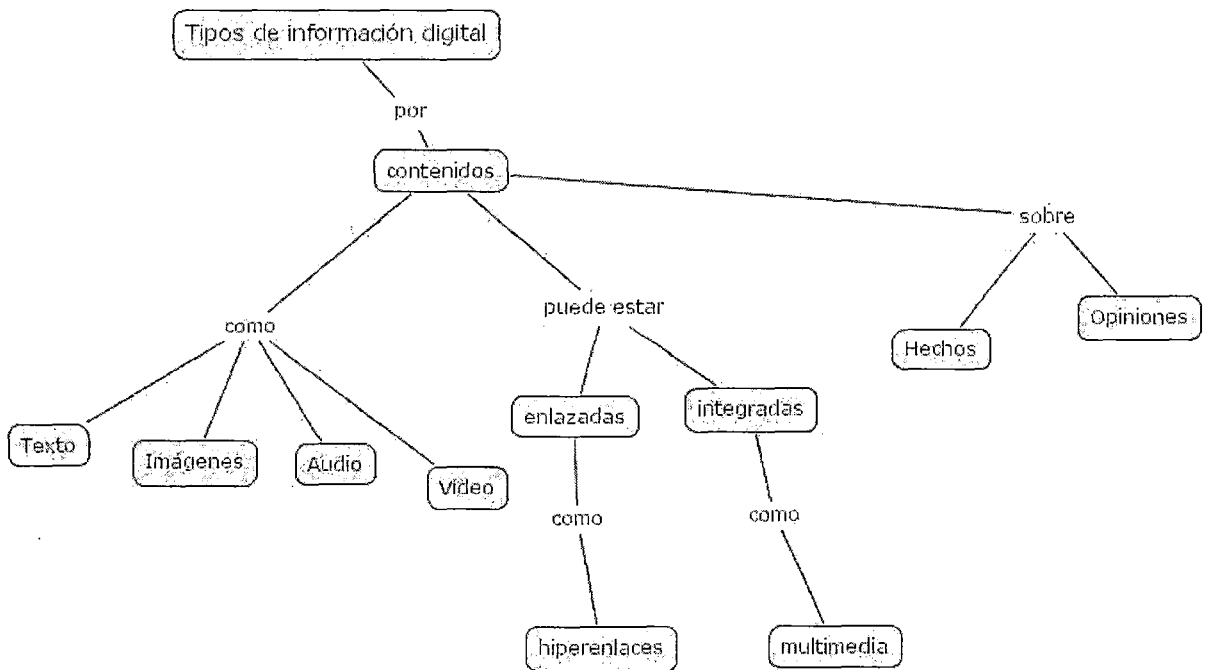 Tipos de información digital
por
contenidos
sobre
Hechos
Opiniones
puede estar
como
Texto
Imágenes
Audio
Vídeo
enlazadas
integradas
como
como
hiperenlaces
multimedia